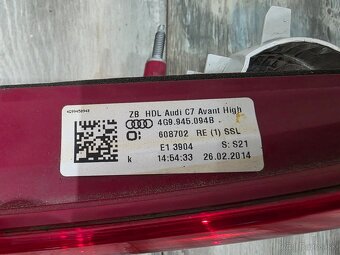 4G9945094B
ZB HDL Audi C7 Avant High
4G9.945.094B .
608702 RE (1) SSL
E1 3904 S: S21
k 14:54:33 26.02.2014